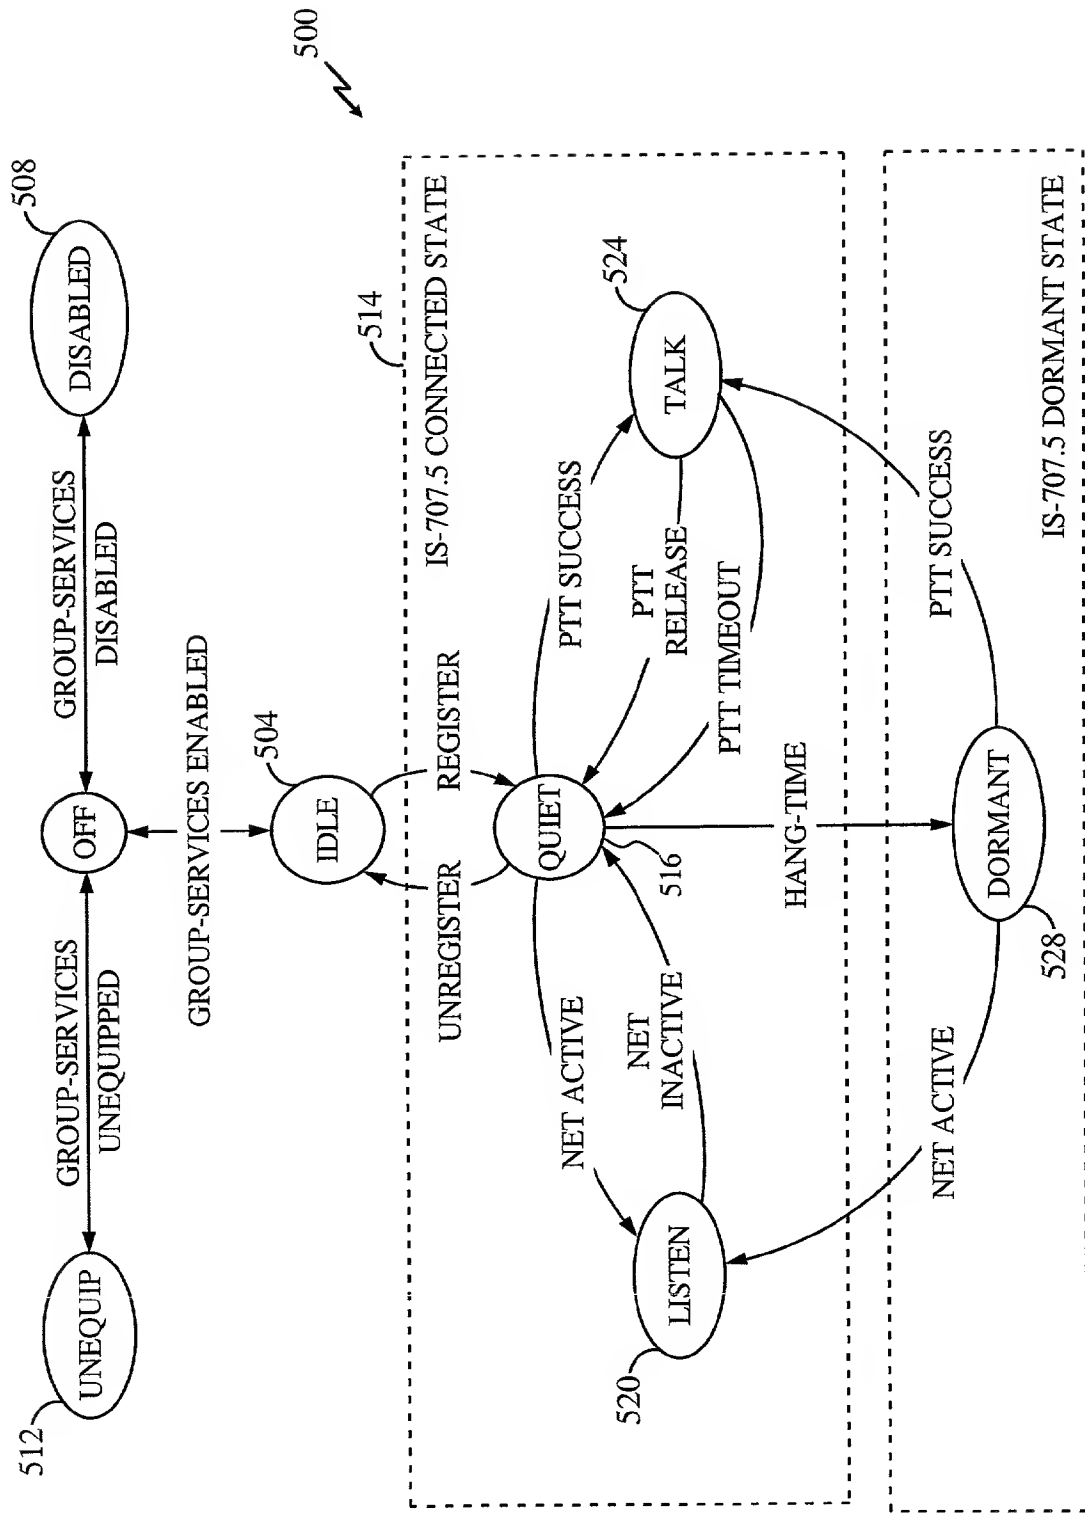 500
512
UNEQUIP
GROUP-SERVICES
UNEQUIPPED
OFF
GROUP-SERVICES
DISABLED
DISABLED
508
GROUP-SERVICES ENABLED
504
IDLE
514
UNREGISTER
REGISTER
IS-707.5 CONNECTED STATE
QUIET
516
NET ACTIVE
NET
INACTIVE
PTT SUCCESS
PTT
RELEASE
PTT TIMEOUT
520
LISTEN
524
TALK
HANG-TIME
NET ACTIVE
PTT SUCCESS
528
DORMANT
IS-707.5 DORMANT STATE